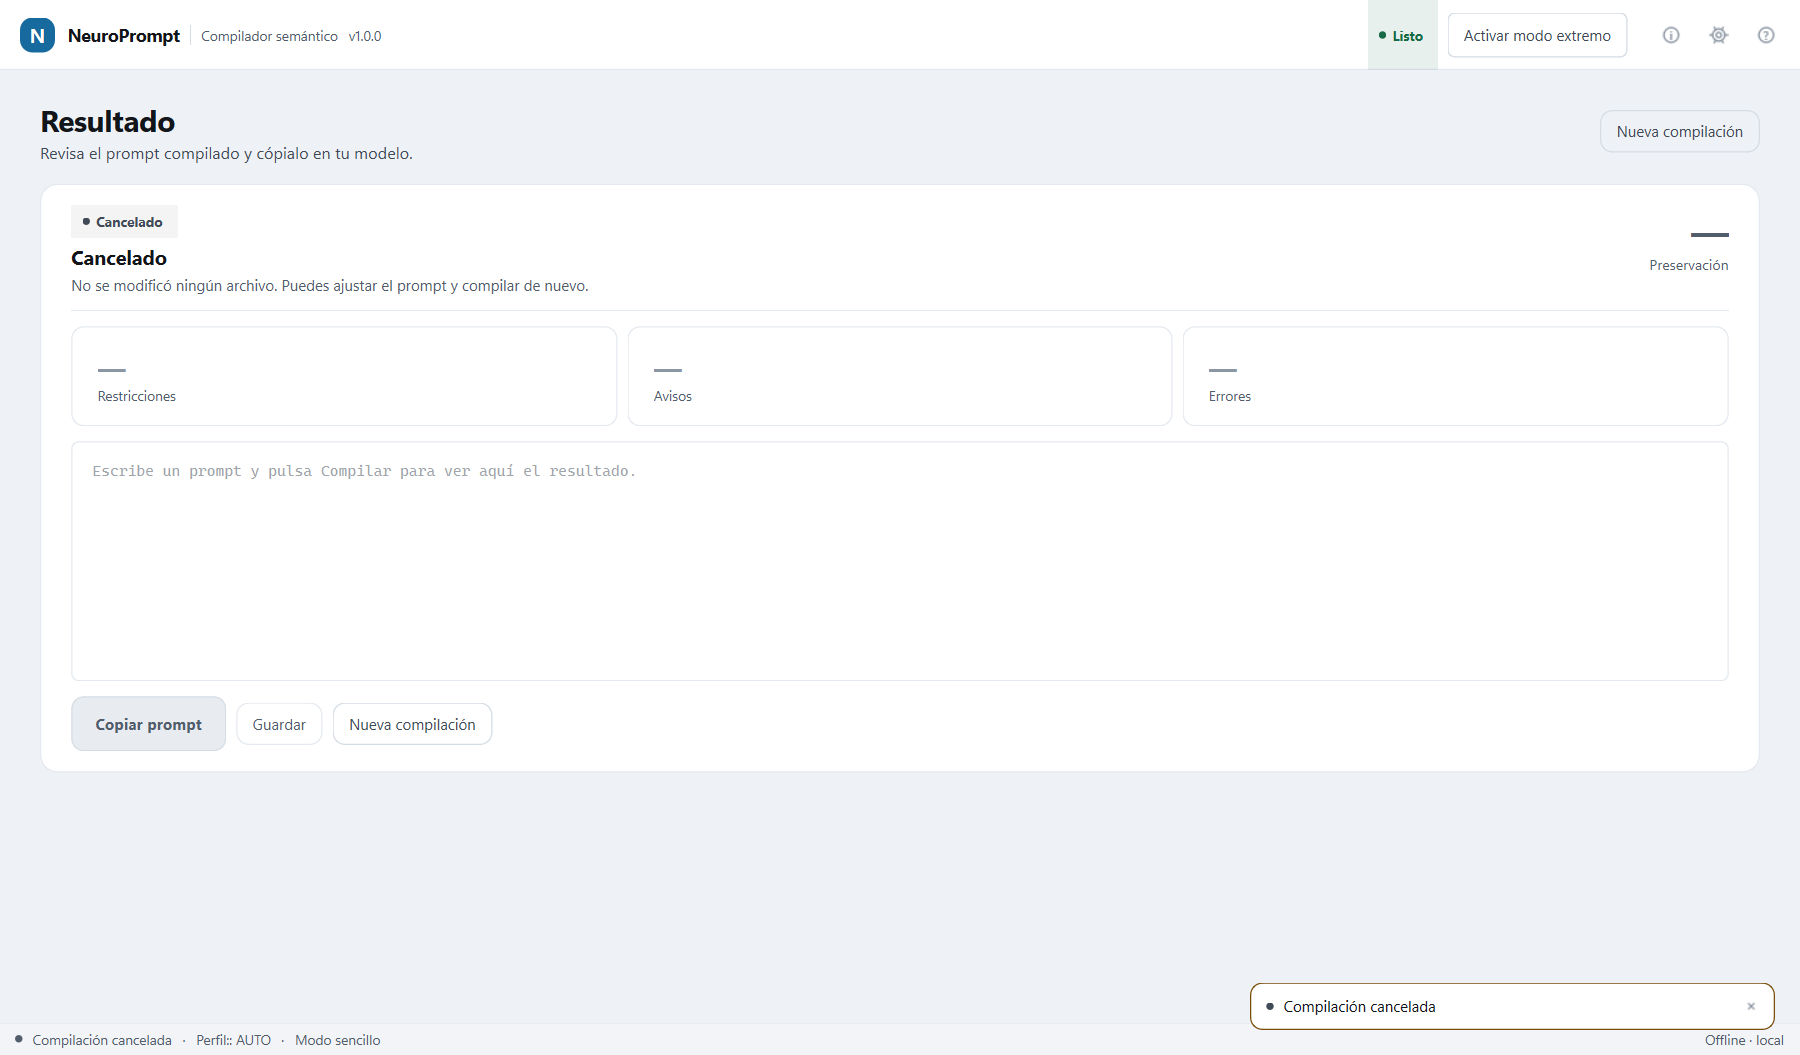 N NeuroPrompt Compilador semántico v1.0.0 Listo Activar modo extremo
Resultado
Revisa el prompt compilado y cópialo en tu modelo.
Nueva compilación
Cancelado
Cancelado
No se modificó ningún archivo. Puedes ajustar el prompt y compilar de nuevo.
—
Preservación
— — —
Restricciones Avisos Errores
Escribe un prompt y pulsa Compilar para ver aquí el resultado.
Copiar prompt Guardar Nueva compilación
Compilación cancelada ×
Compilación cancelada · Perfil:: AUTO · Modo sencillo Offline · local